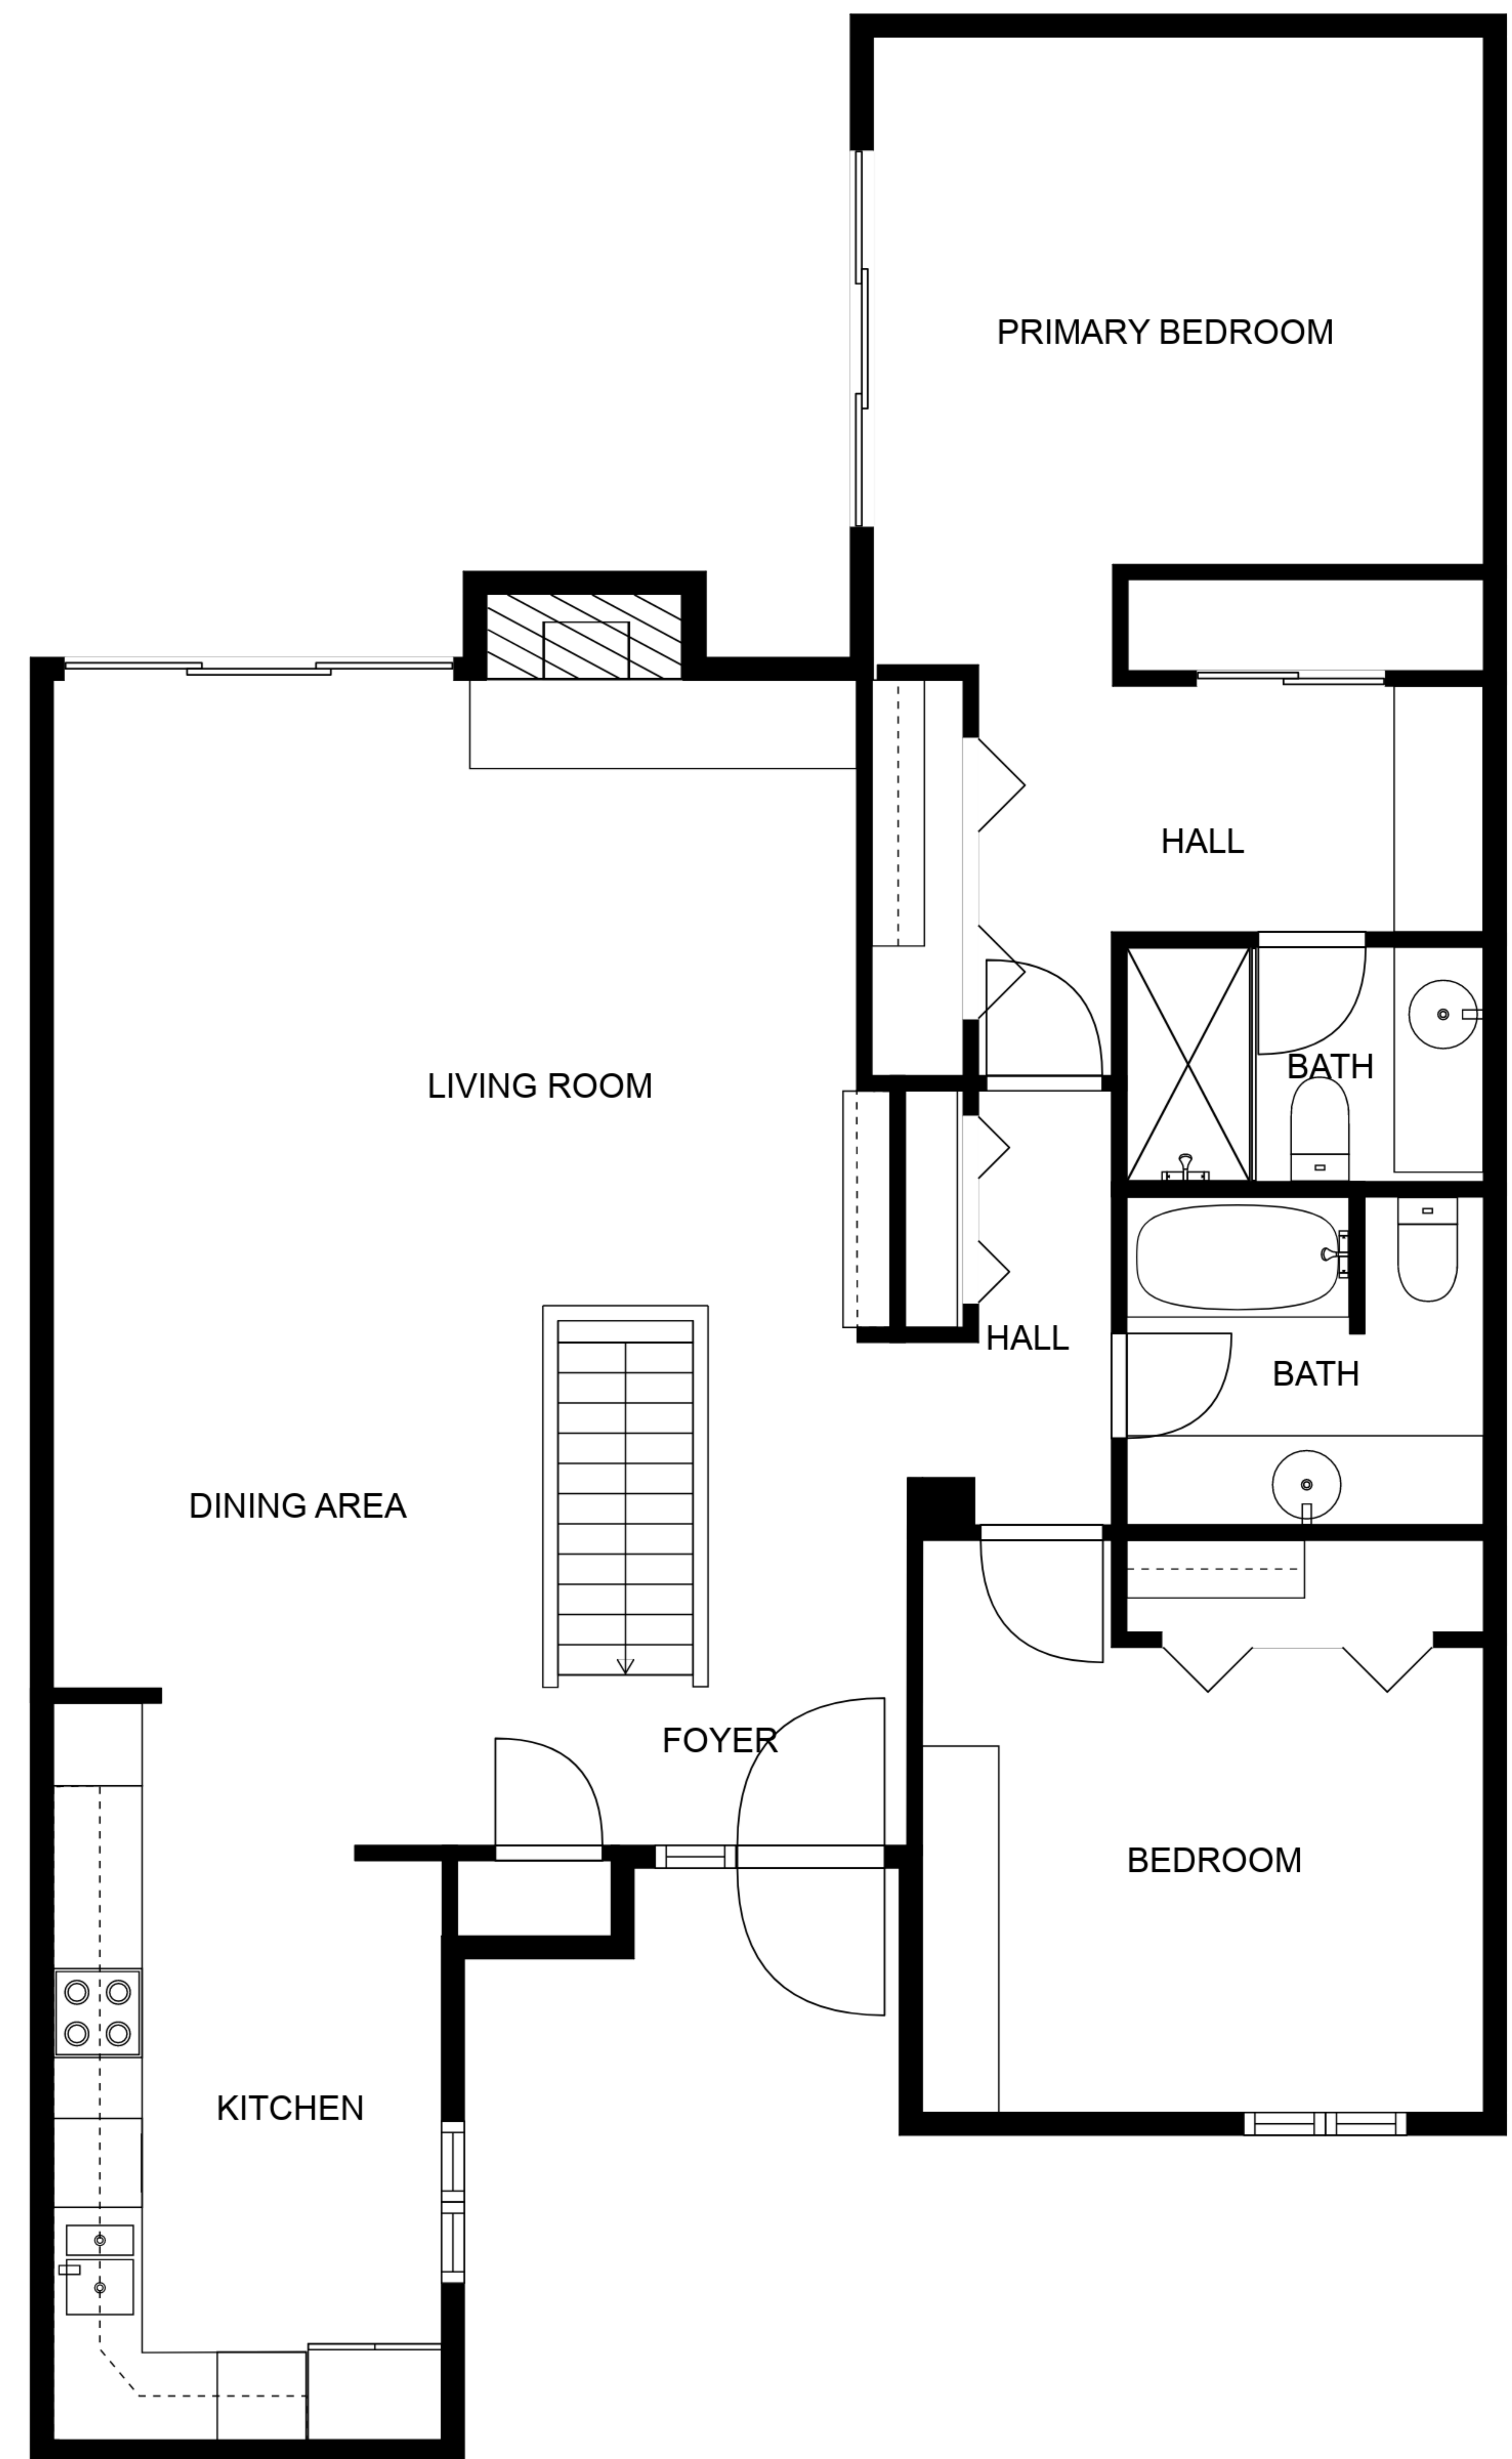 PRIMARY BEDROOM
HALL
BATH
LIVING ROOM
HALL
BATH
DINING AREA
FOYER
BEDROOM
KITCHEN